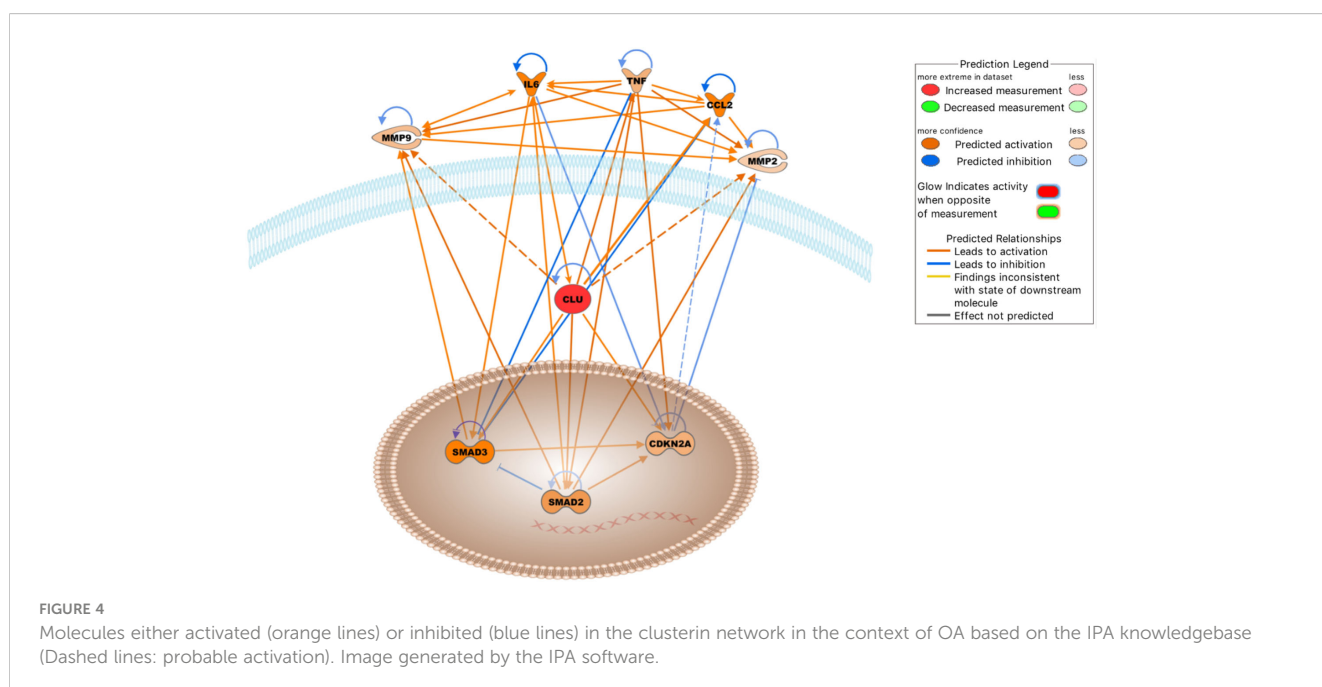 IL6
TNF
CCL2
MMP9
MMP2
CLU
SMAD3
CDKN2A
SMAD2
Prediction Legend
more extreme in dataset less
Increased measurement
Decreased measurement
more confidence less
Predicted activation
Predicted inhibition
Glow Indicates activity
when opposite
of measurement
Predicted Relationships
Leads to activation
Leads to inhibition
Findings inconsistent
with state of downstream
molecule
Effect not predicted
FIGURE 4
Molecules either activated (orange lines) or inhibited (blue lines) in the clusterin network in the context of OA based on the IPA knowledgebase
(Dashed lines: probable activation). Image generated by the IPA software.